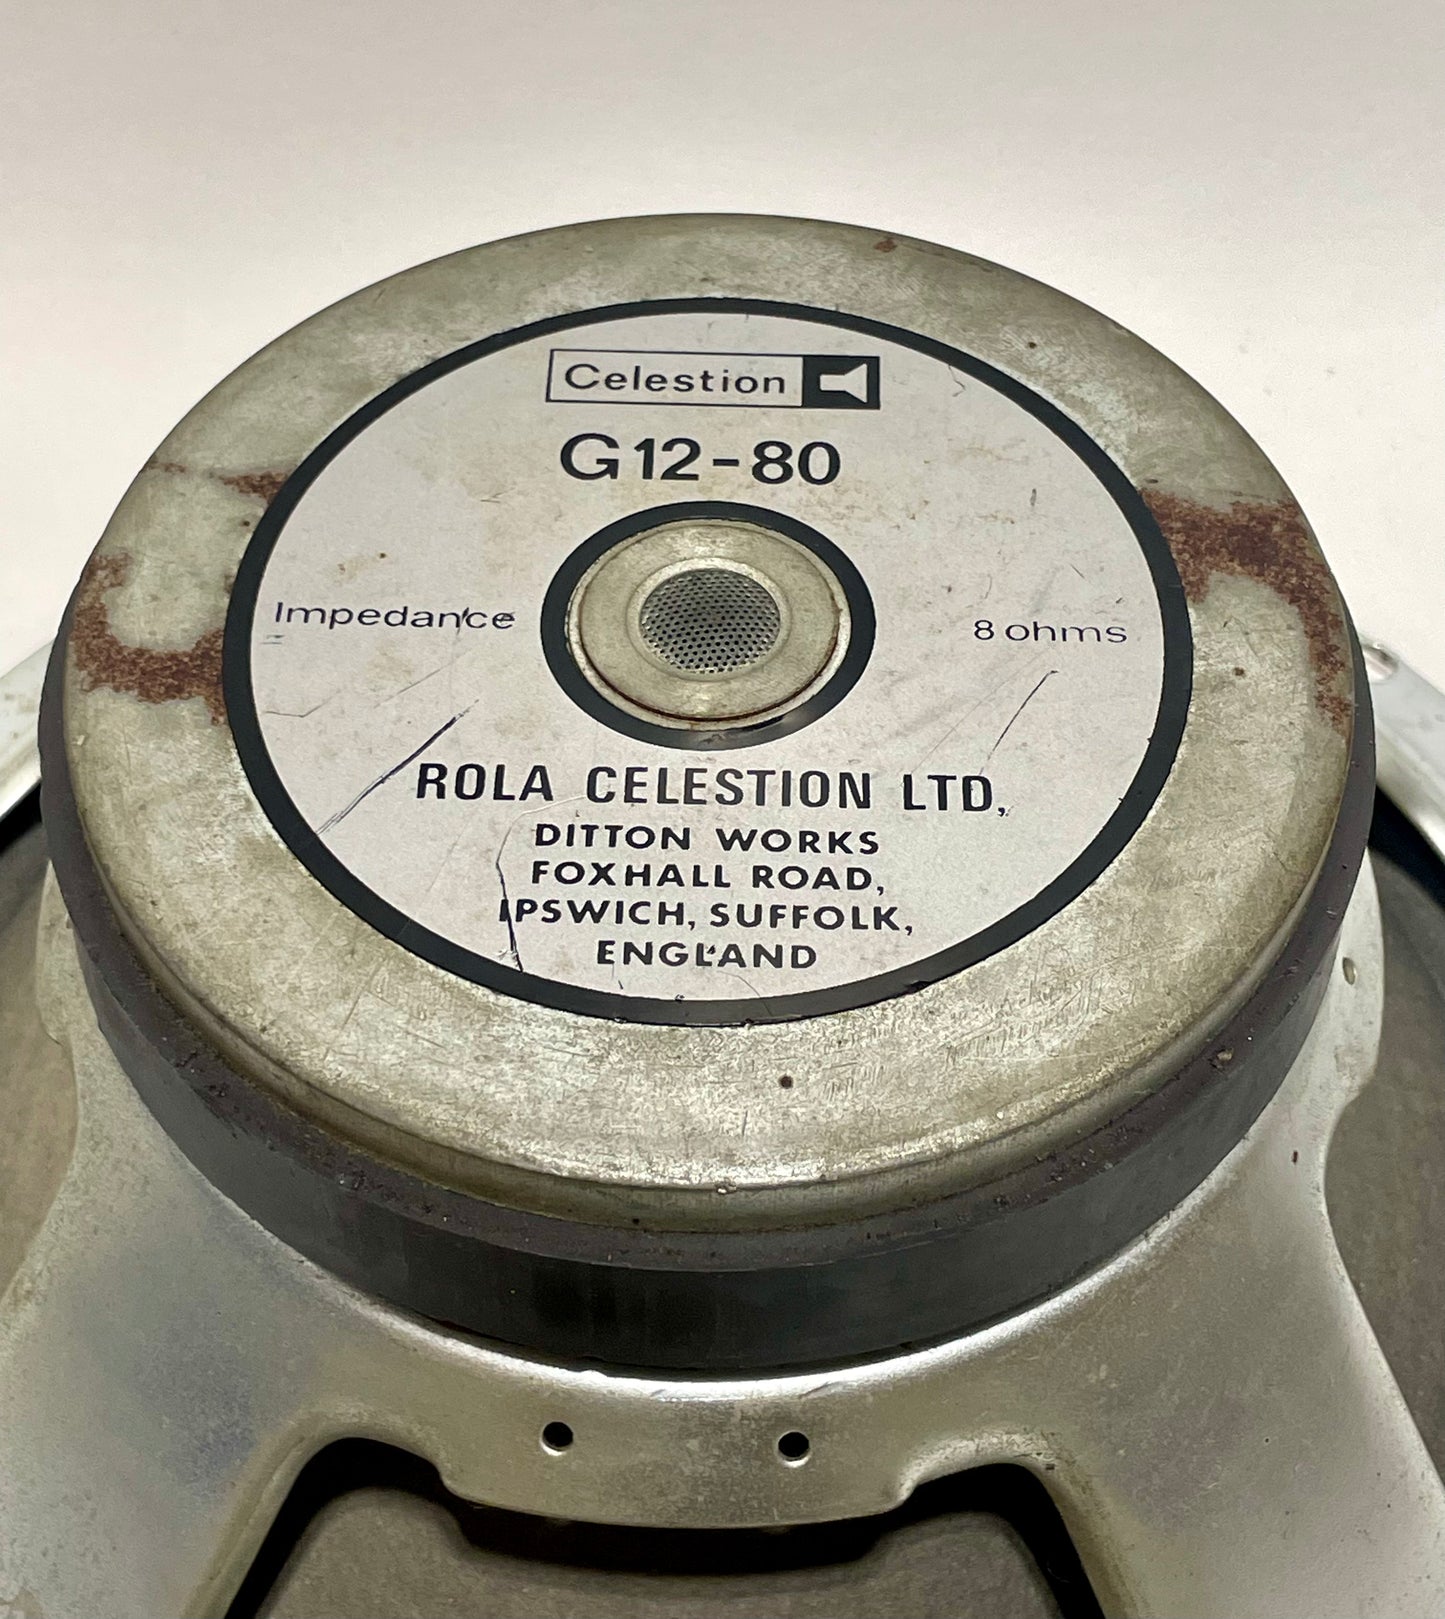 Celestion
G12-80
Impedance 8 ohms
ROLA CELESTION LTD,
DITTON WORKS
FOXHALL ROAD,
IPSWICH, SUFFOLK,
ENGLAND